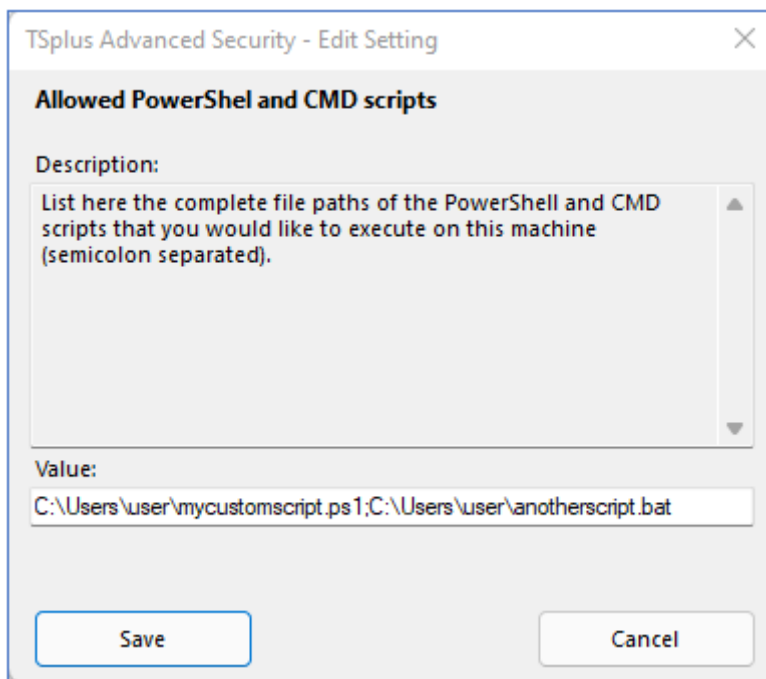 TSplus Advanced Security - Edit Setting
Allowed PowerShel and CMD scripts
Description:
List here the complete file paths of the PowerShell and CMD
scripts that you would like to execute on this machine
(semicolon separated).
Value:
C:\Users\user\mycustomscript.ps1;C:\Users\user\anotherscript.bat
Save
Cancel